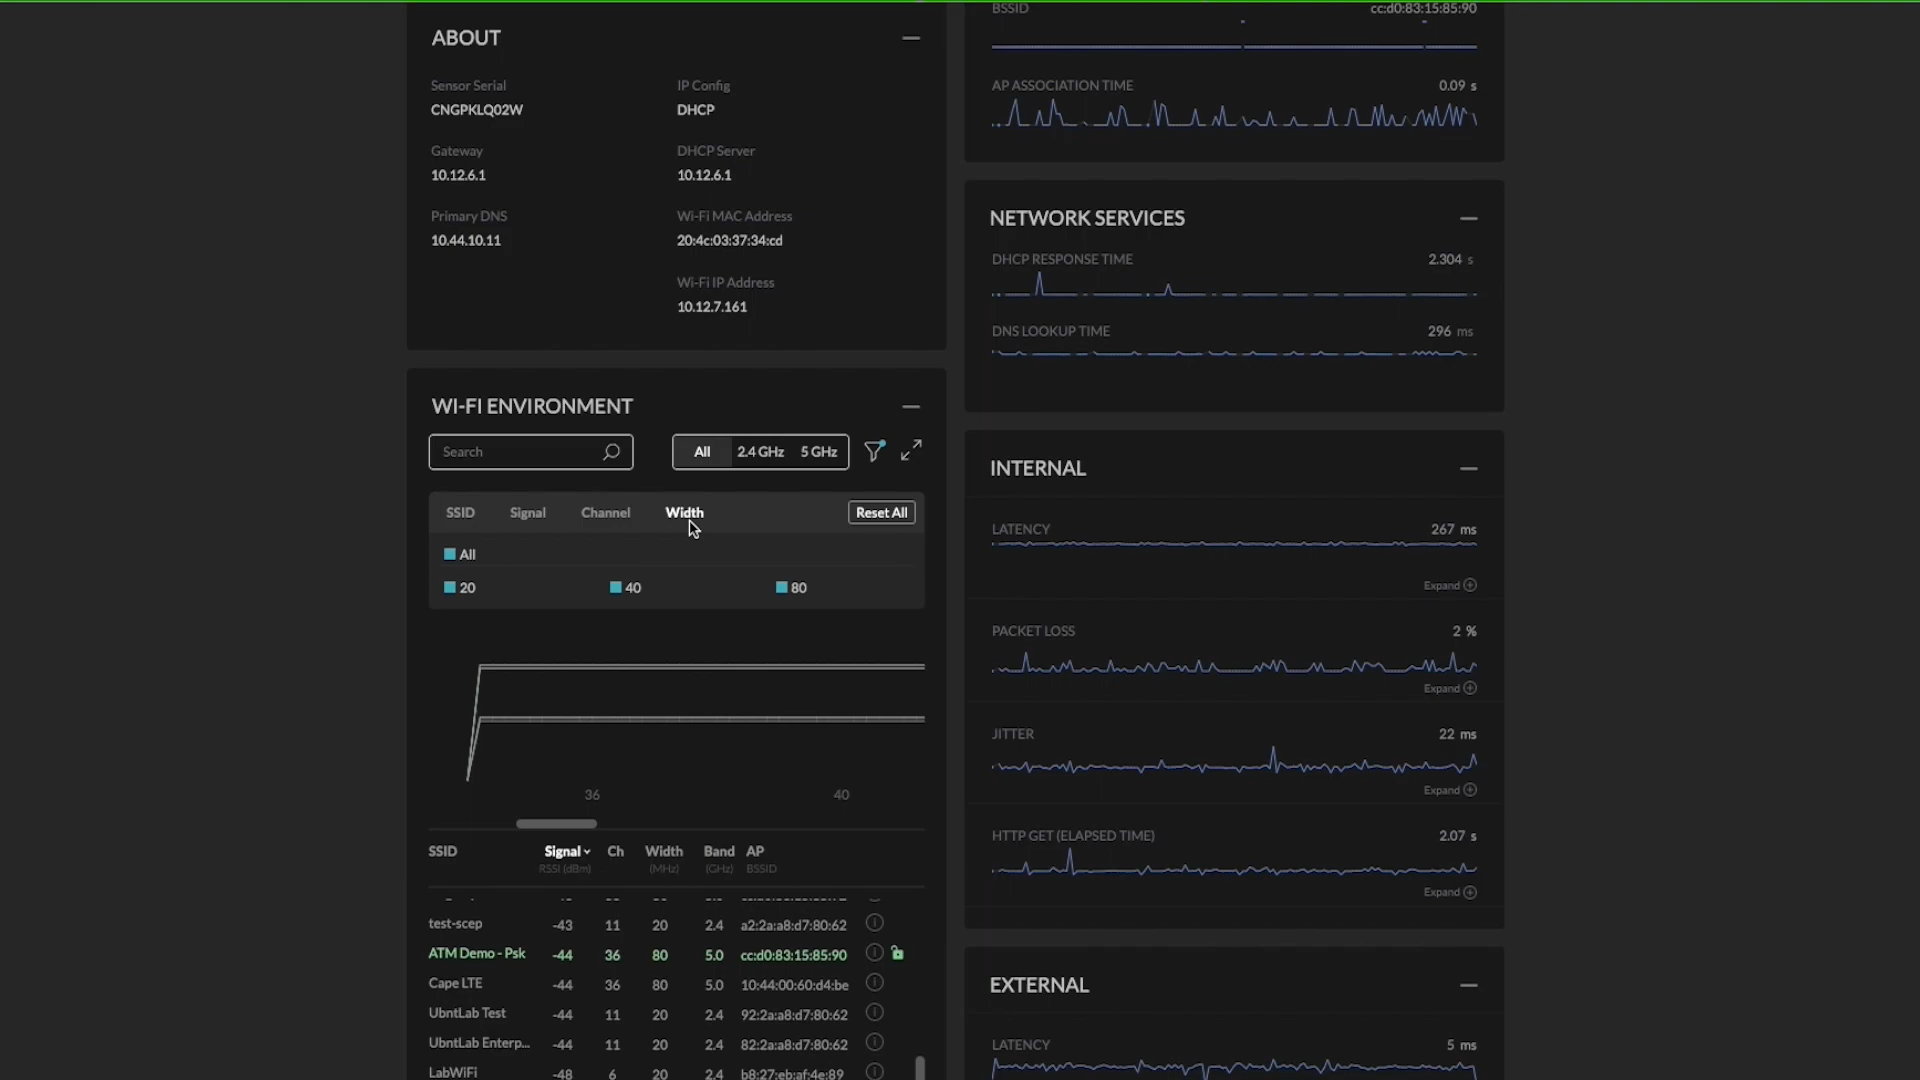 ABOUT
Sensor Serial
CNGPKLQ02W
IP Config
DHCP
Gateway
10.12.6.1
DHCP Server
10.12.6.1
Primary DNS
10.44.10.11
Wi-Fi MAC Address
20:4c:03:37:34:cd
Wi-Fi IP Address
10.12.7.161
WI-FI ENVIRONMENT
Search
All 2.4 GHz 5 GHz
SSID Signal Channel Width Reset All
All
20 40 80
36 40
SSID Signal Ch Width Band AP
RSSI (dBm) (MHz) (GHz) BSSID
test-scep -43 11 20 2.4 a2:2a:a8:d7:80:62
ATM Demo - Psk -44 36 80 5.0 cc:d0:83:15:85:90
Cape LTE -44 36 80 5.0 10:44:00:60:d4:be
UbntLab Test -44 11 20 2.4 92:2a:a8:d7:80:62
UbntLab Enterp... -44 11 20 2.4 82:2a:a8:d7:80:62
LabWiFi -48 6 20 2.4 b8:27:eb:af:4e:89
BSSID cc:d0:83:15:85:90
AP ASSOCIATION TIME 0.09 s
NETWORK SERVICES
DHCP RESPONSE TIME 2.304 s
DNS LOOKUP TIME 296 ms
INTERNAL
LATENCY 267 ms
Expand
PACKET LOSS 2 %
Expand
JITTER 22 ms
Expand
HTTP GET (ELAPSED TIME) 2.07 s
Expand
EXTERNAL
LATENCY 5 ms